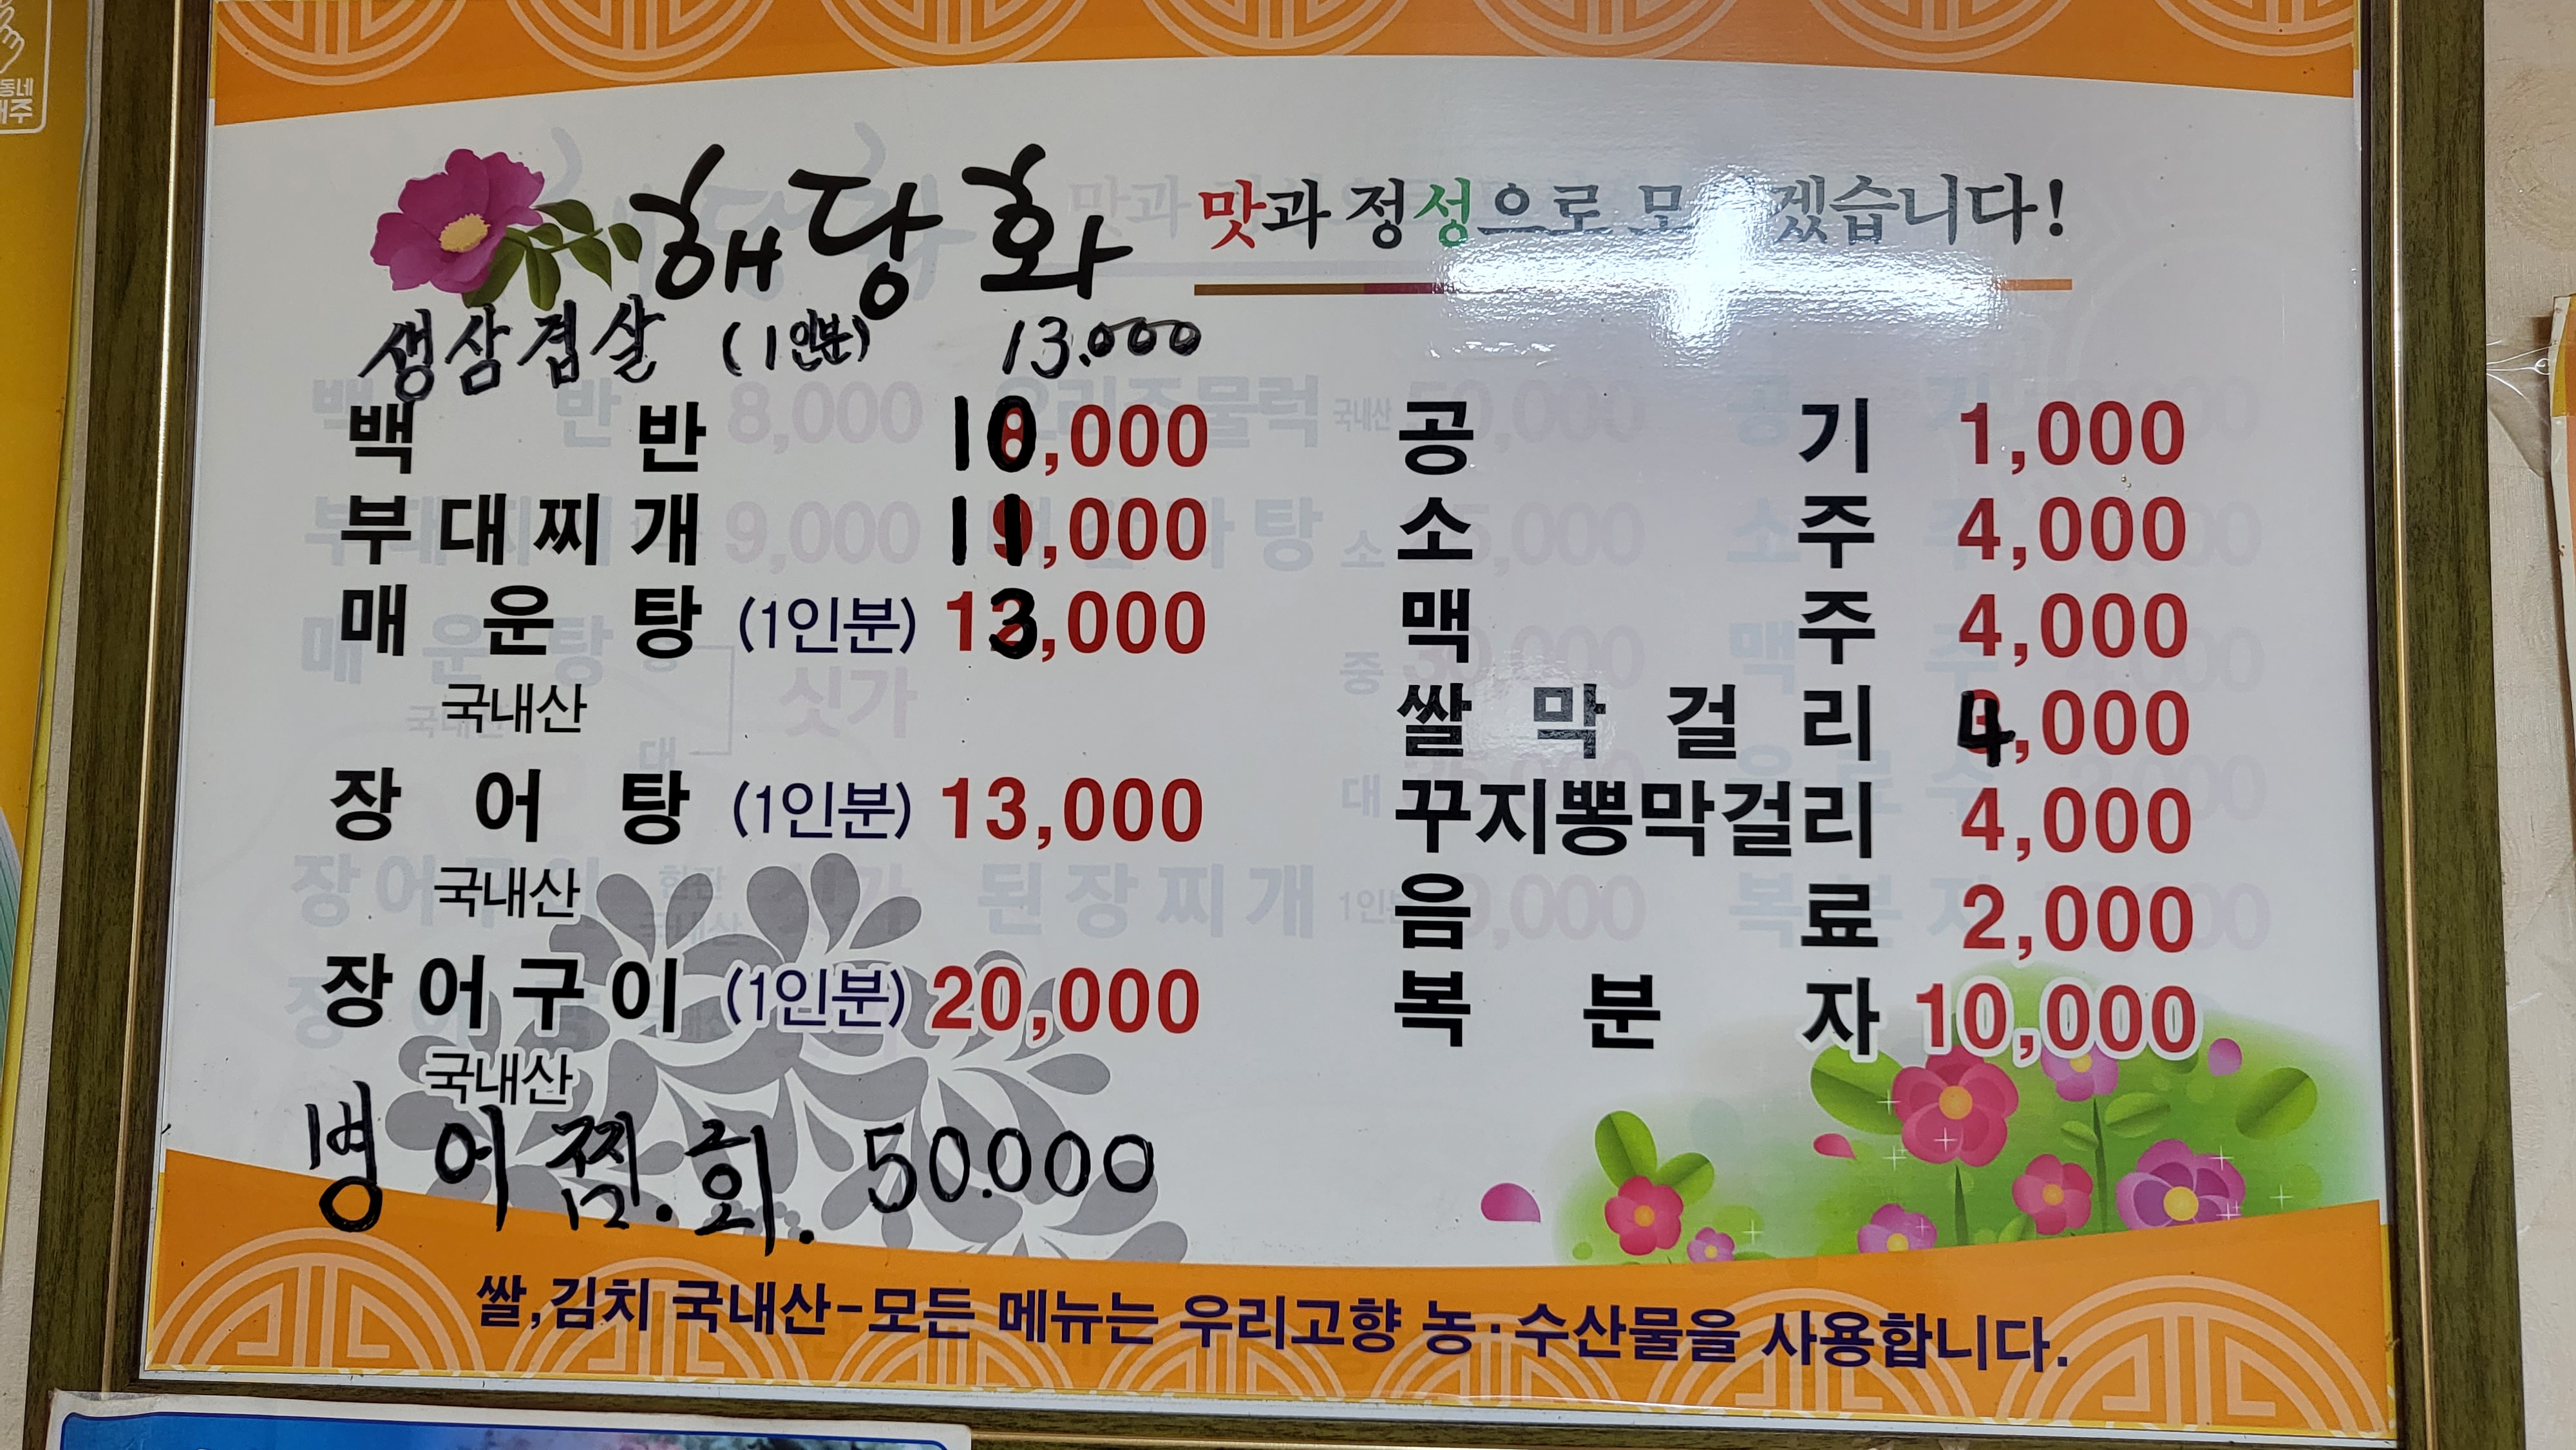 해당화
맛과 정성으로 모시겠습니다!
생삼겹살 (1인분) 13.000
백반 10,000
부대찌개 11,000
매운탕 (1인분) 13,000
국내산
장어탕 (1인분) 13,000
국내산
장어구이 (1인분) 20,000
국내산
병어찜.회. 50.000
공기 1,000
소주 4,000
맥주 4,000
쌀막걸리 4,000
꾸지뽕막걸리 4,000
음료 2,000
복분자 10,000
쌀,김치 국내산-모든 메뉴는 우리고향 농·수산물을 사용합니다.